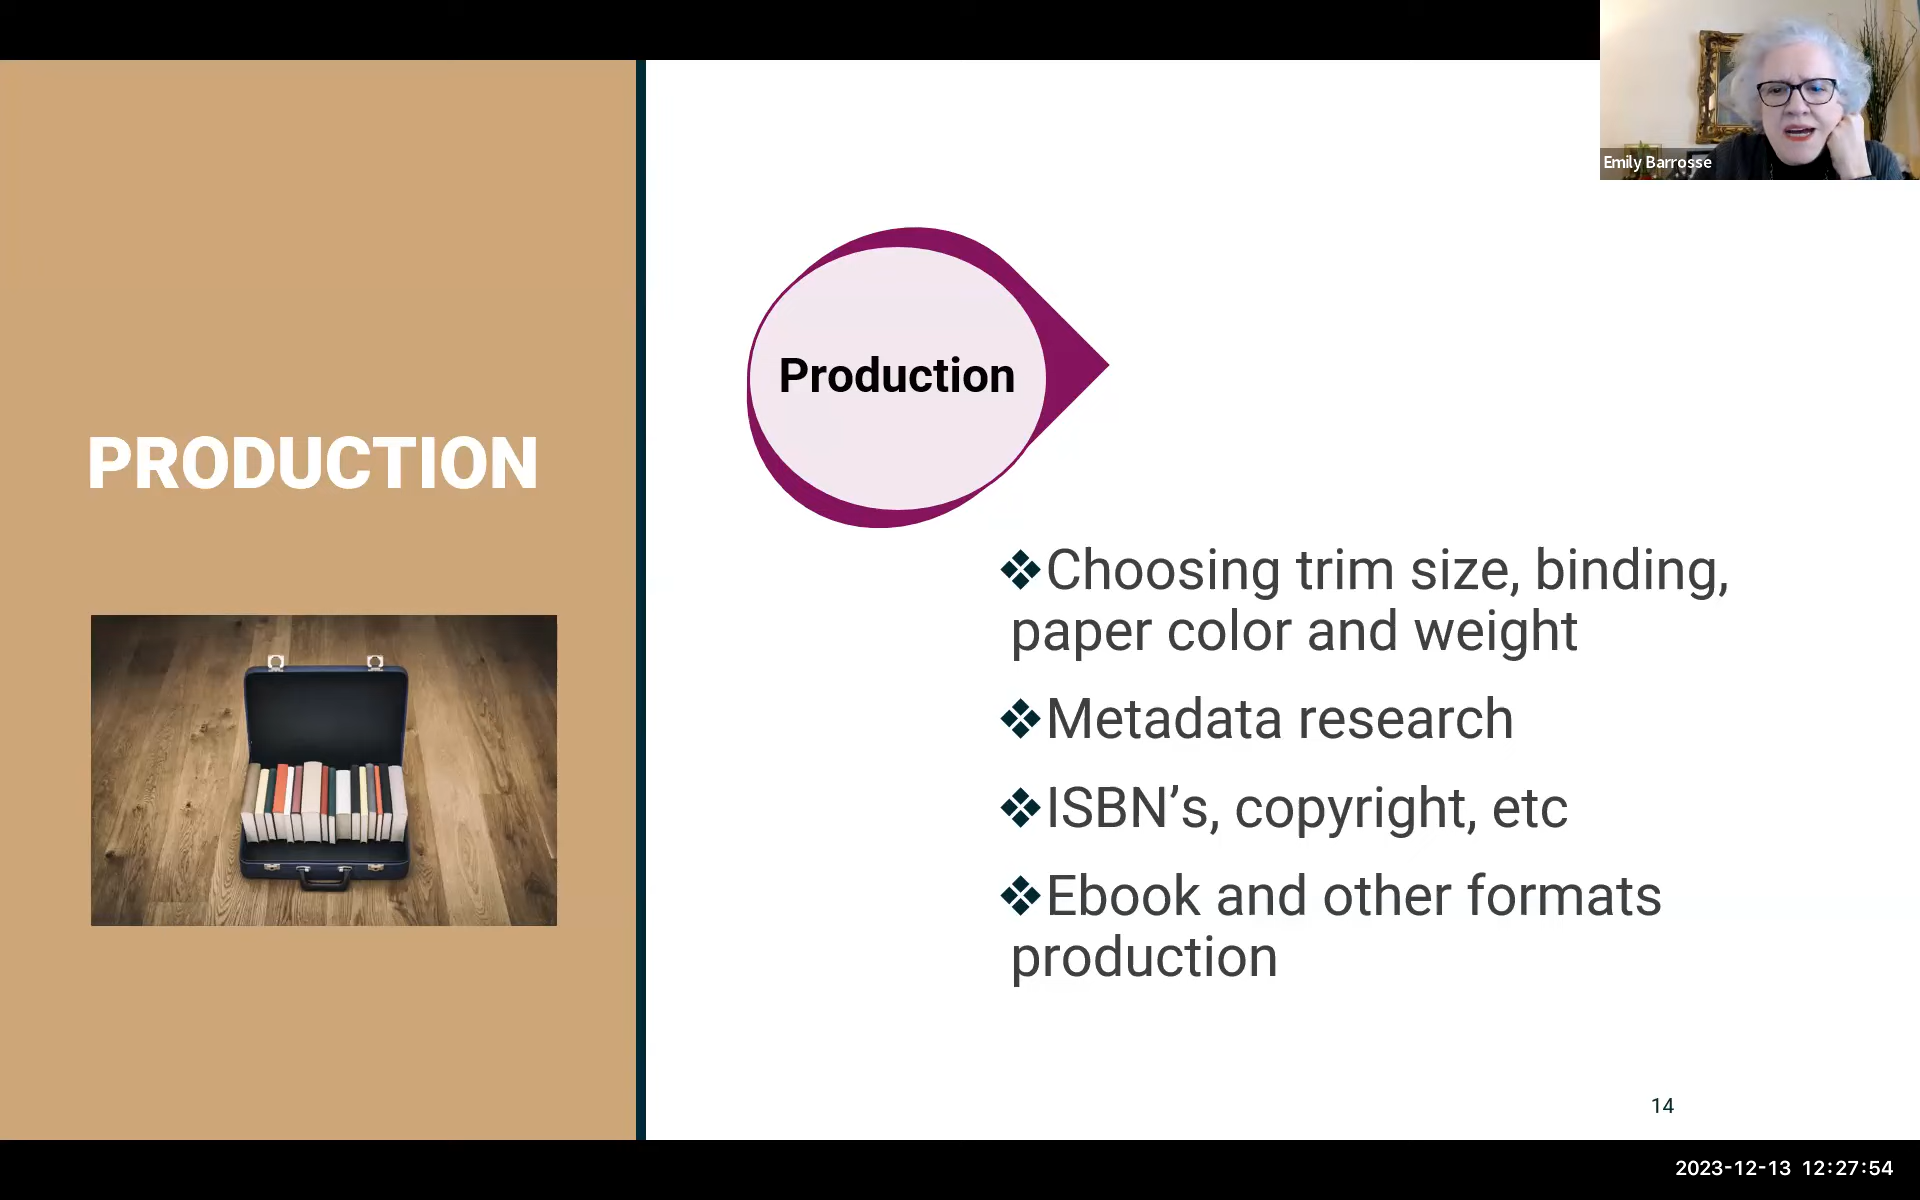 Emily Barrosse
Production
PRODUCTION
❖Choosing trim size, binding,
paper color and weight
❖Metadata research
❖ISBN’s, copyright, etc
❖Ebook and other formats
production
14
2023-12-13 12:27:54